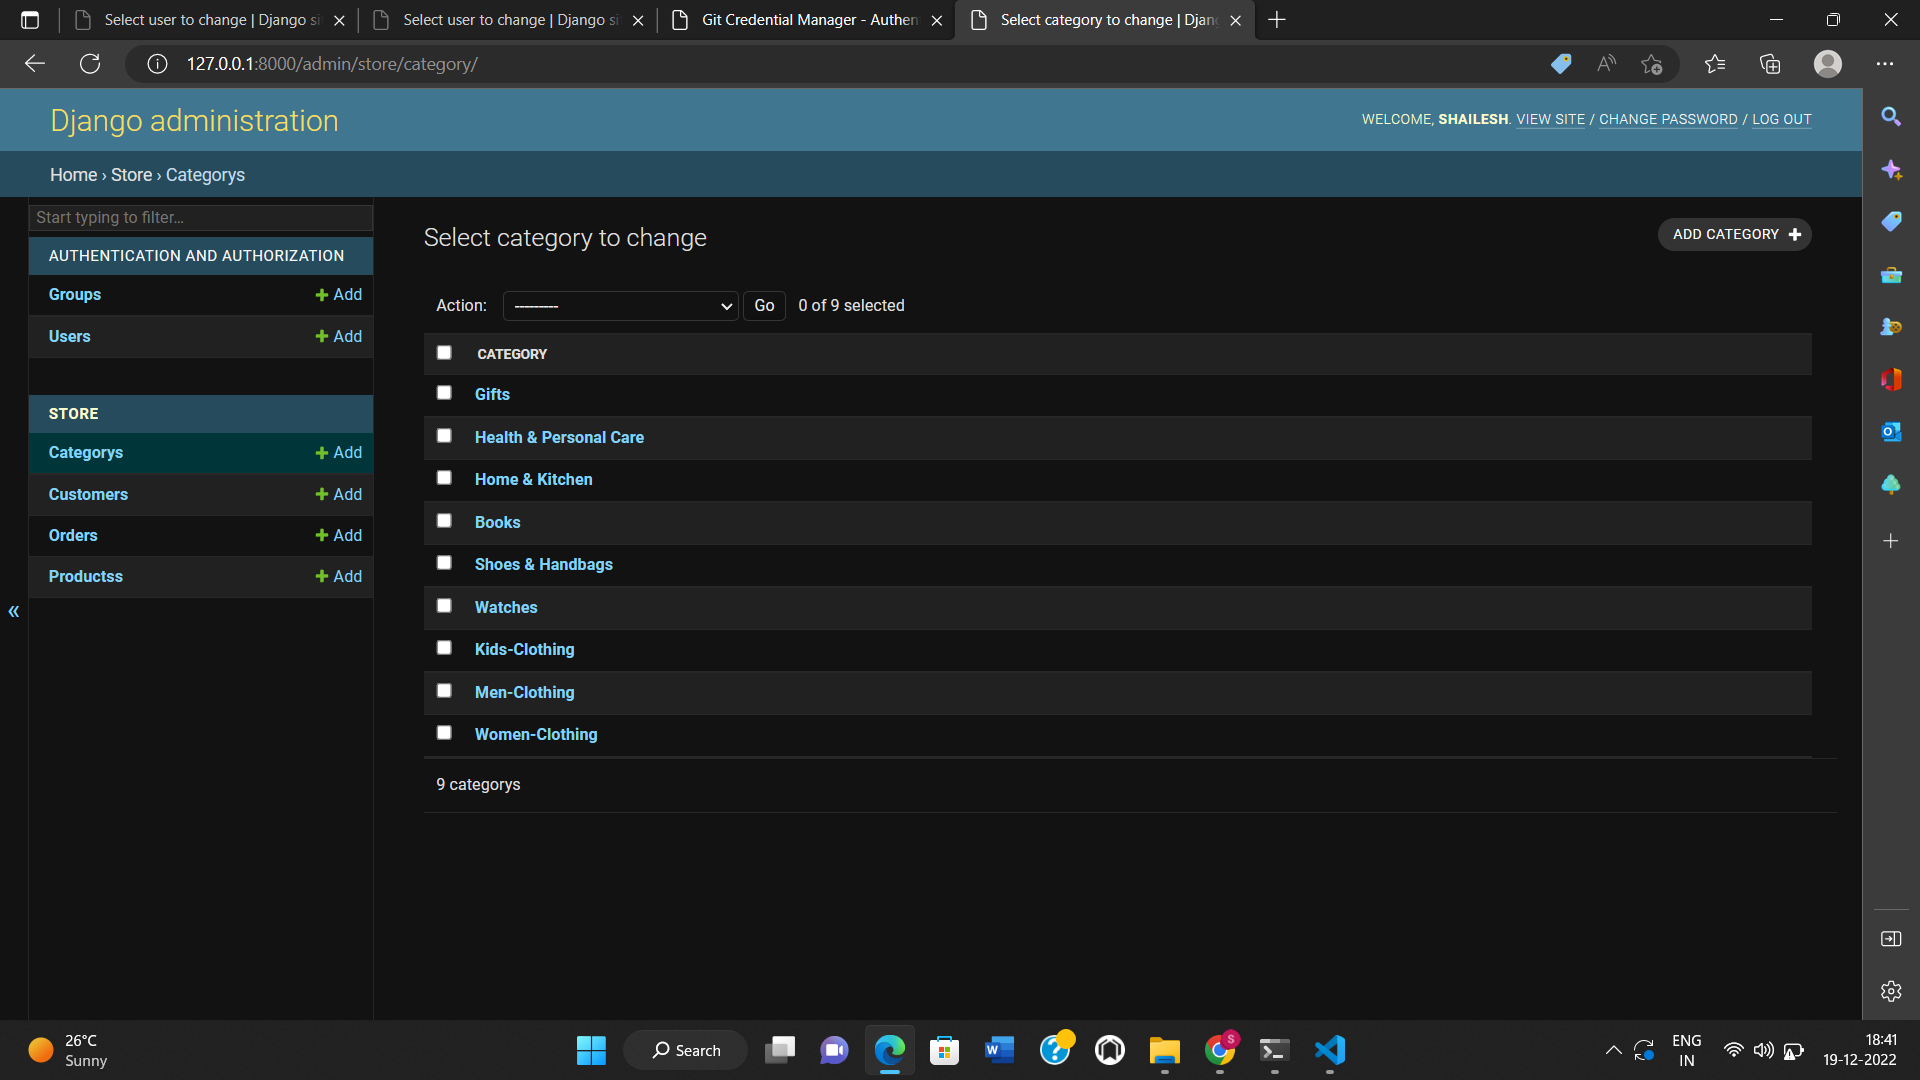 Select user to change | Django si
Select user to change | Django si
Git Credential Manager - Authen
Select category to change | Djan
127.0.0.1:8000/admin/store/category/
Django administration
WELCOME, SHAILESH. VIEW SITE / CHANGE PASSWORD / LOG OUT
Home › Store › Categorys
Start typing to filter...
AUTHENTICATION AND AUTHORIZATION
Groups + Add
Users + Add
STORE
Categorys + Add
Customers + Add
Orders + Add
Productss + Add
«
Select category to change
ADD CATEGORY +
Action: --------- Go 0 of 9 selected
CATEGORY
Gifts
Health & Personal Care
Home & Kitchen
Books
Shoes & Handbags
Watches
Kids-Clothing
Men-Clothing
Women-Clothing
9 categorys
26°C
Sunny
Search
S
ENG
IN
18:41
19-12-2022